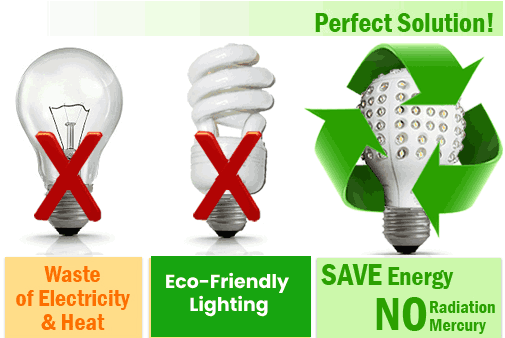 Perfect Solution!
Waste
of Electricity
& Heat
Eco-Friendly
Lighting
SAVE Energy
NO Radiation
Mercury